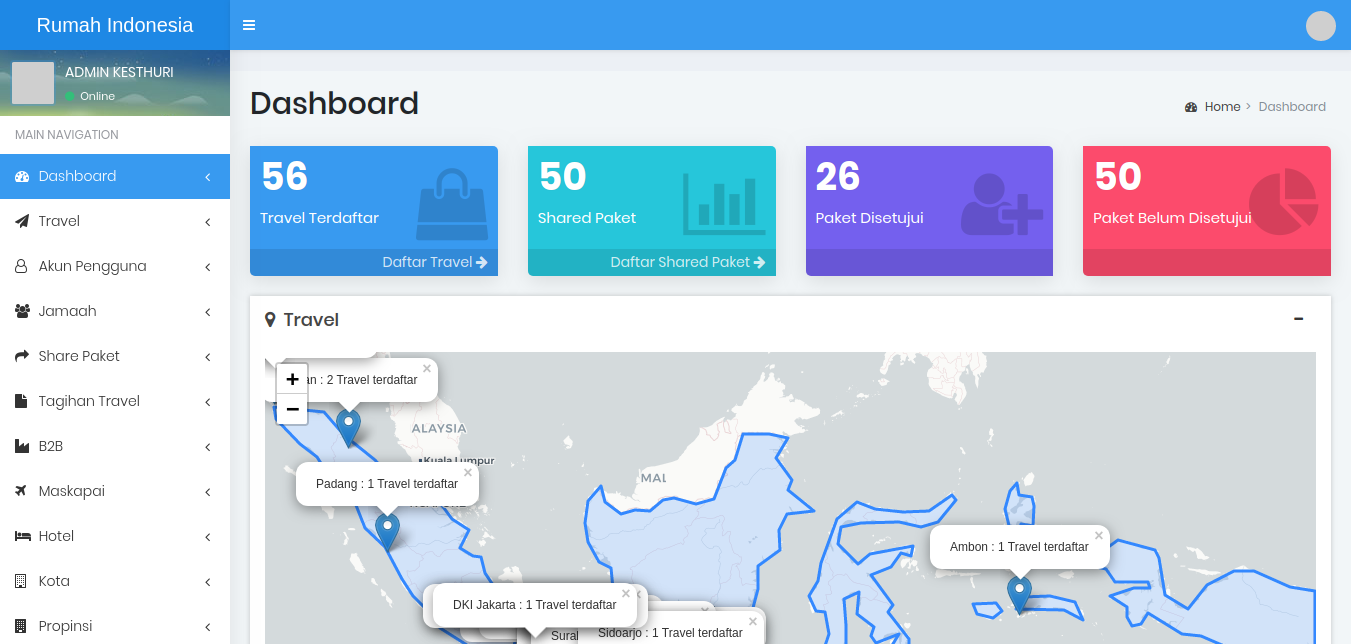 Rumah Indonesia
ADMIN KESTHURI
Online
MAIN NAVIGATION
Dashboard
Travel
Akun Pengguna
Jamaah
Share Paket
Tagihan Travel
B2B
Maskapai
Hotel
Kota
Propinsi
Dashboard
Home > Dashboard
56
Travel Terdaftar
Daftar Travel
50
Shared Paket
Daftar Shared Paket
26
Paket Disetujui
50
Paket Belum Disetujui
Travel
+
−
: 2 Travel terdaftar ×
ALAYSIA
Kuala Lumpur
Padang : 1 Travel terdaftar ×
MAL
Ambon : 1 Travel terdaftar ×
DKI Jakarta : 1 Travel terdaftar ×
Sidoarjo : 1 Travel terdaftar ×